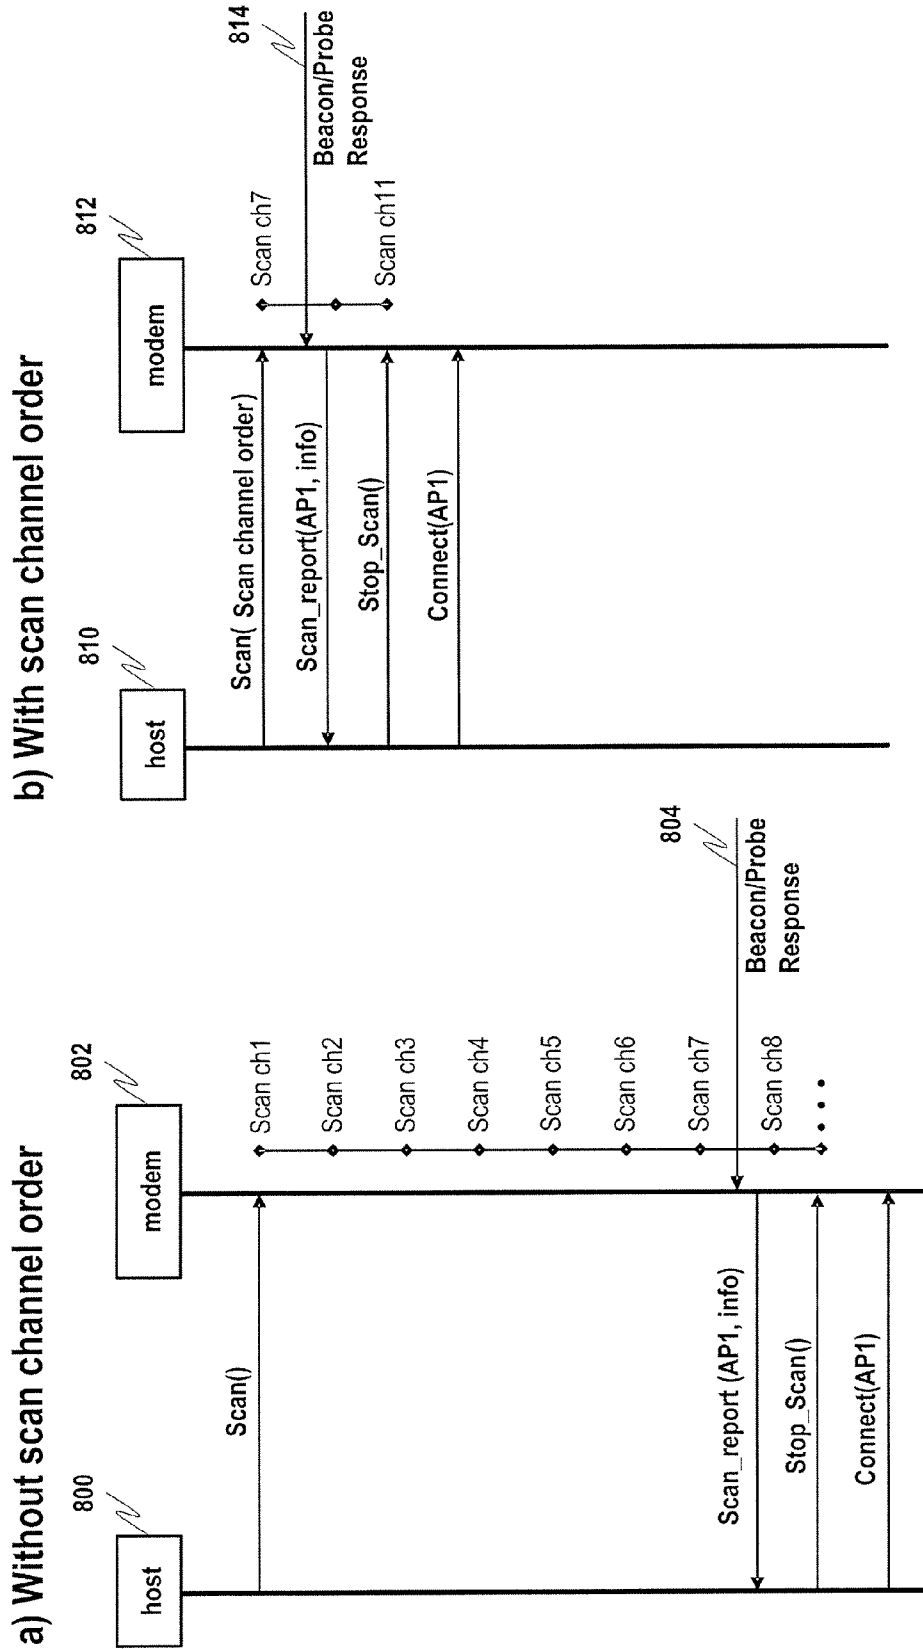 a) Without scan channel order
800
host
802
modem
Scan()
Scan ch1
Scan ch2
Scan ch3
Scan ch4
Scan ch5
Scan ch6
Scan ch7
804
Beacon/Probe
Response
Scan ch8
Scan_report (AP1, info)
Stop_Scan()
Connect(AP1)
b) With scan channel order
810
host
812
modem
814
Scan( Scan channel order)
Scan ch7
Beacon/Probe
Response
Scan_report(AP1, info)
Stop_Scan()
Scan ch11
Connect(AP1)